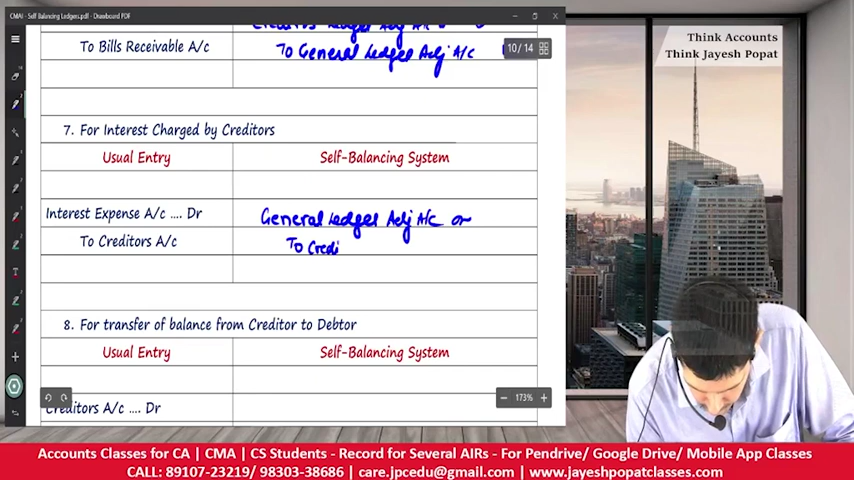 CMAI - Self Balancing Ledgers.pdf - Drawboard PDF
Think Accounts
Think Jayesh Popat
To Bills Receivable A/c
To General Ledger Adj A/C
10 / 14
7. For Interest Charged by Creditors
Usual Entry
Self-Balancing System
Interest Expense A/c .... Dr
General Ledger Adj A/C Dr
To Creditors A/c
To Credi
8. For transfer of balance from Creditor to Debtor
Usual Entry
Self-Balancing System
173%
Creditors A/c .... Dr
Accounts Classes for CA | CMA | CS Students - Record for Several AIRs - For Pendrive/ Google Drive/ Mobile App Classes
CALL: 89107-23219/ 98303-38686 | care.jpcedu@gmail.com | www.jayeshpopatclasses.com